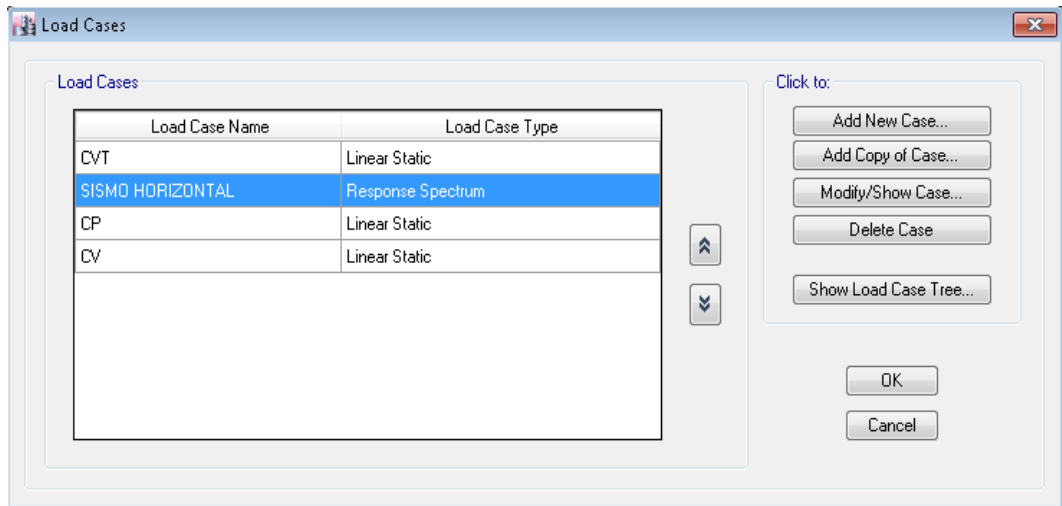 Load Cases
Load Cases
Click to:
Load Case Name Load Case Type
CVT Linear Static
SISMO HORIZONTAL Response Spectrum
CP Linear Static
CV Linear Static
Add New Case...
Add Copy of Case...
Modify/Show Case...
Delete Case
Show Load Case Tree...
OK
Cancel